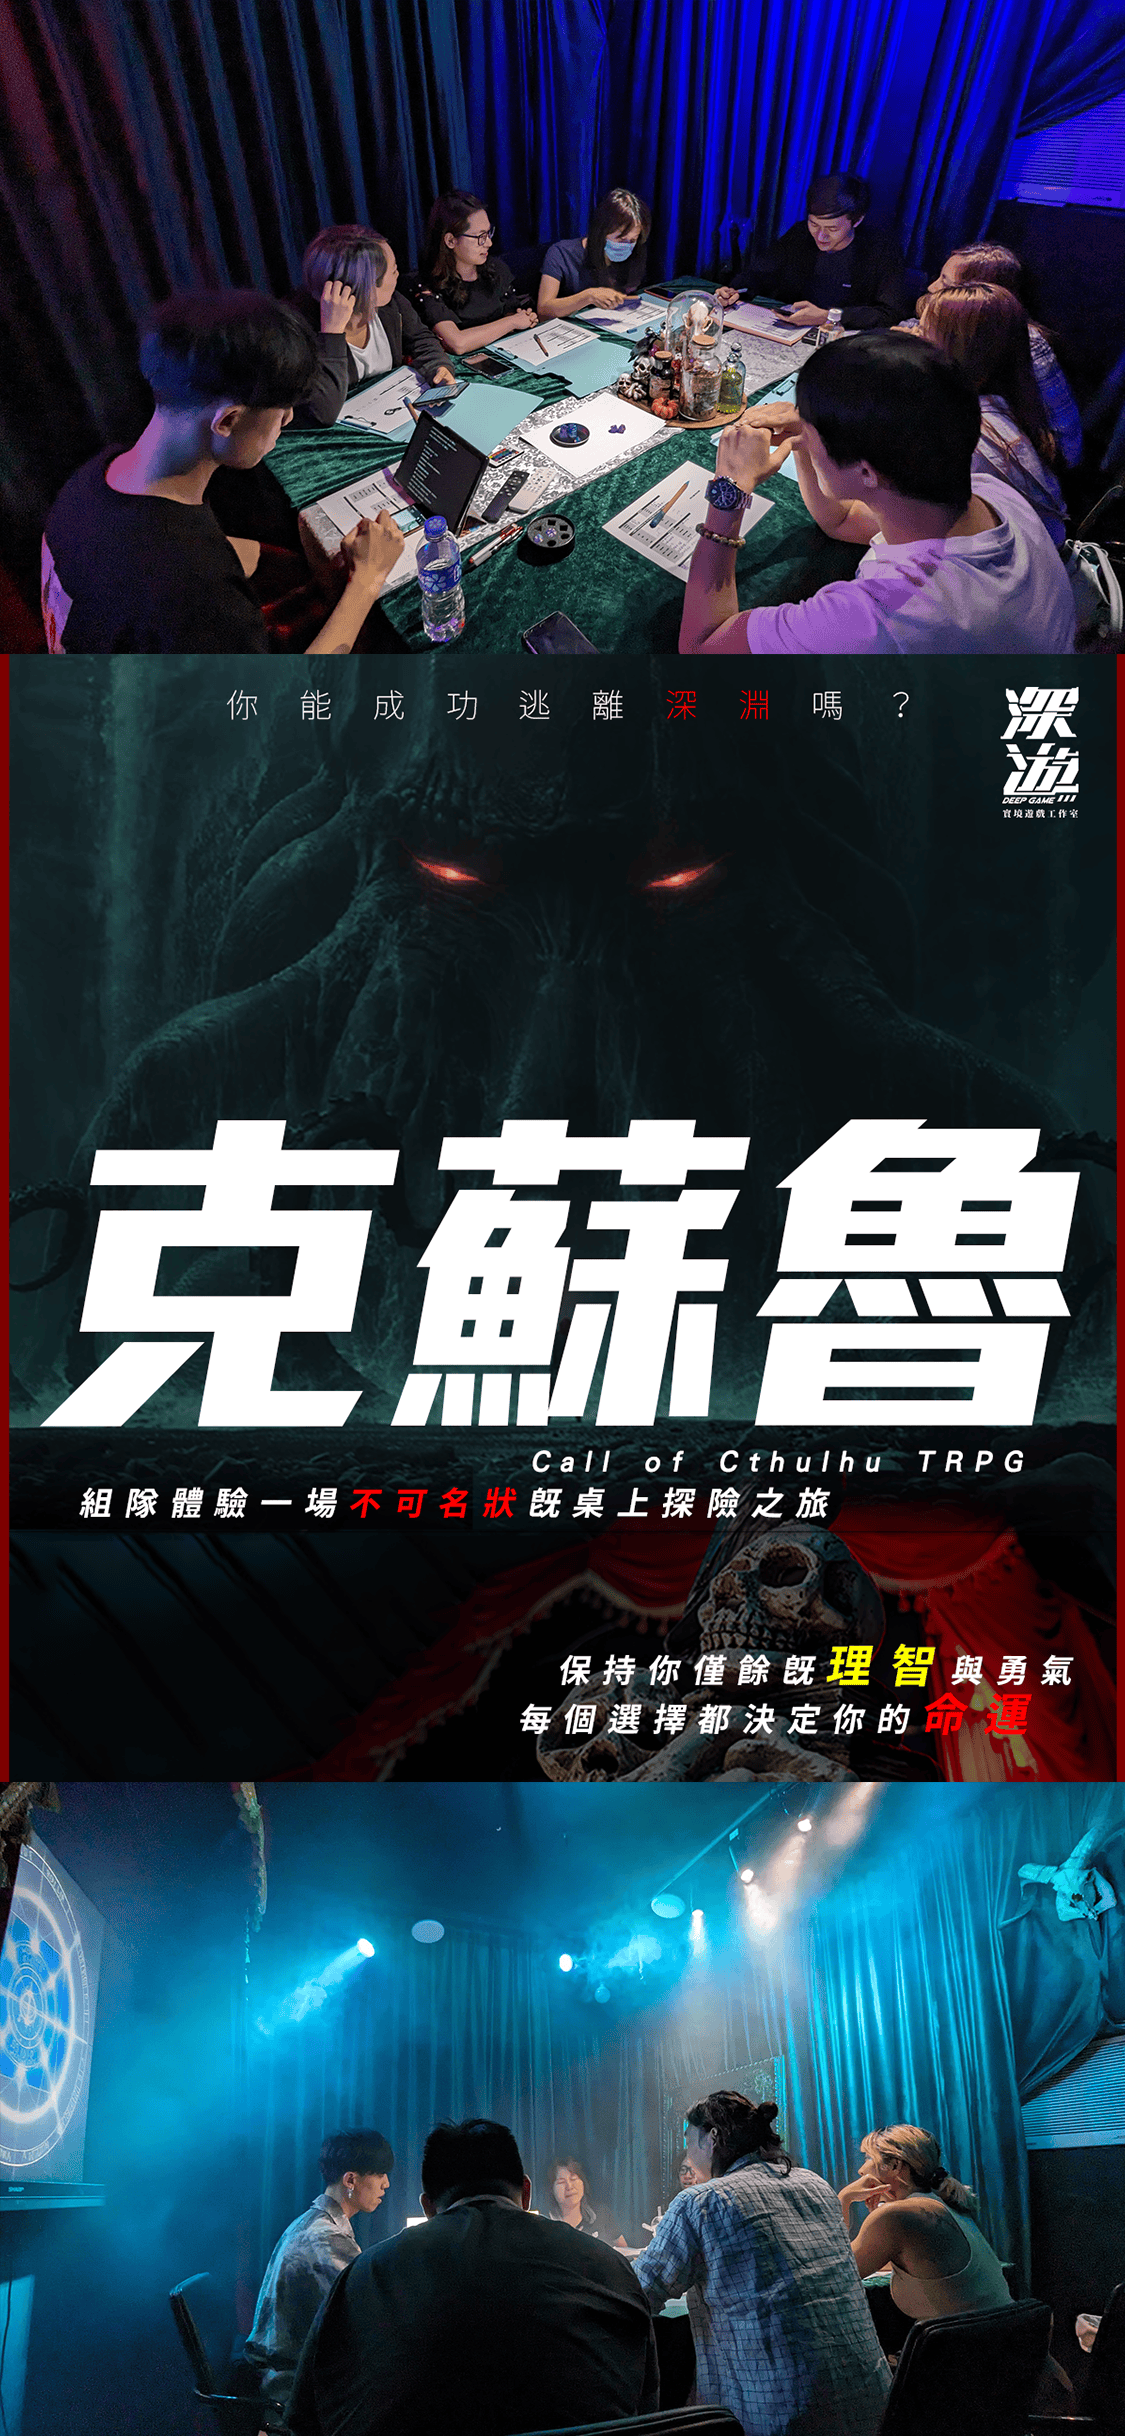 你能成功逃離深淵嗎？
深遊
DEEP GAME
實境遊戲工作室
克蘇魯
Call of Cthulhu TRPG
組隊體驗一場不可名狀嘅桌上探險之旅
保持你僅餘嘅理智與勇氣
每個選擇都決定你的命運
SHARP